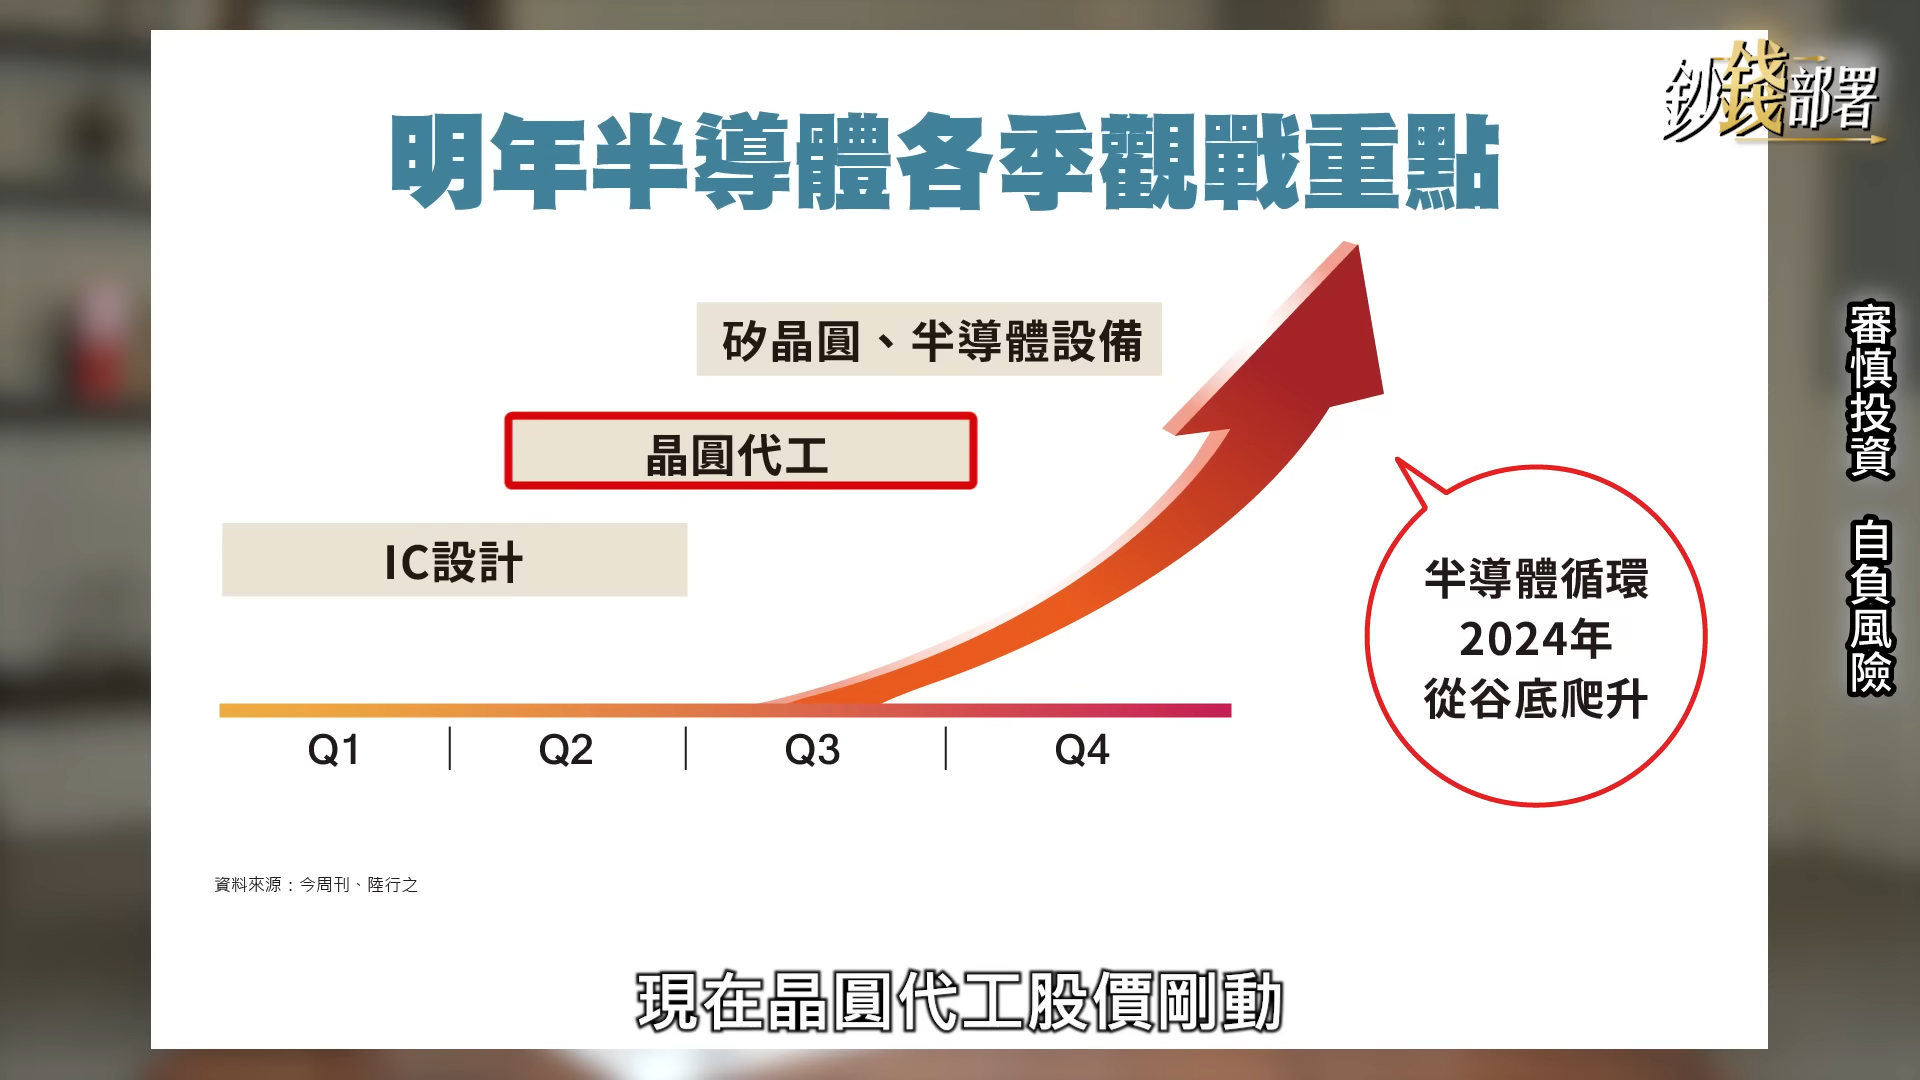 明年半導體各季觀戰重點
鈔錢部署
矽晶圓、半導體設備
晶圓代工
IC設計
Q1 | Q2 | Q3 | Q4
半導體循環
2024年
從谷底爬升
審慎投資 自負風險
資料來源：今周刊、陸行之
現在晶圓代工股價剛動